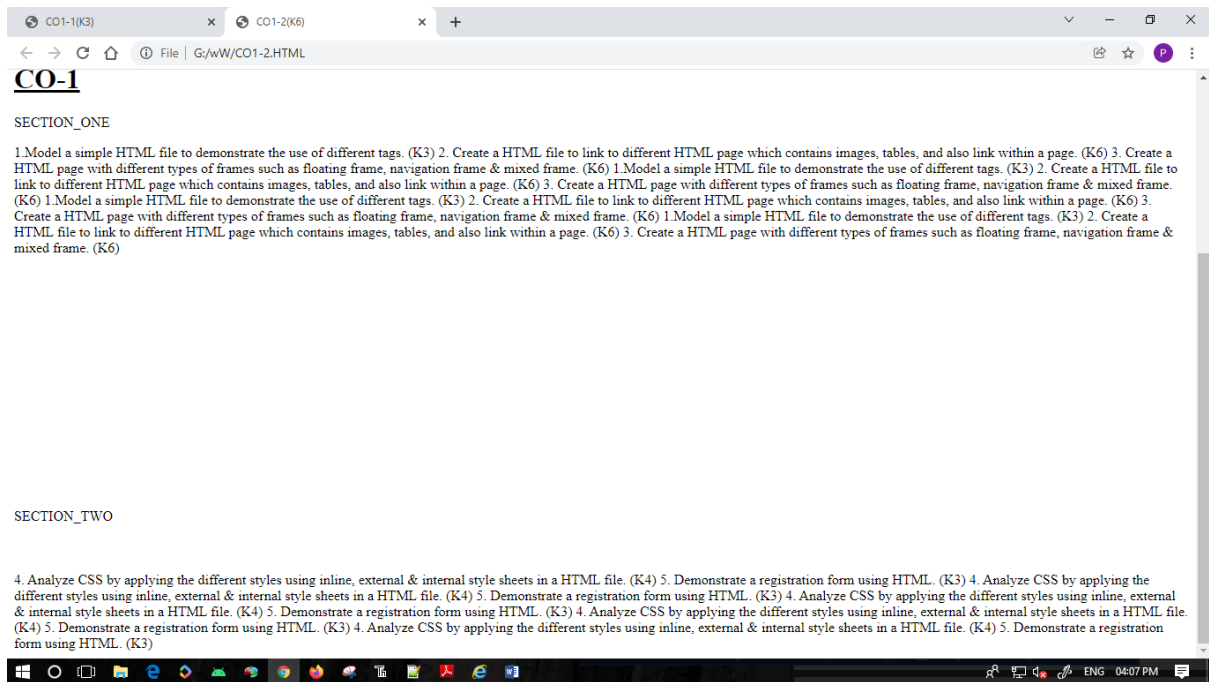 CO1-1(K3)
CO1-2(K6)
File
G:/wW/CO1-2.HTML
P
CO-1
SECTION_ONE
1.Model a simple HTML file to demonstrate the use of different tags. (K3) 2. Create a HTML file to link to different HTML page which contains images, tables, and also link within a page. (K6) 3. Create a
HTML page with different types of frames such as floating frame, navigation frame & mixed frame. (K6) 1.Model a simple HTML file to demonstrate the use of different tags. (K3) 2. Create a HTML file to
link to different HTML page which contains images, tables, and also link within a page. (K6) 3. Create a HTML page with different types of frames such as floating frame, navigation frame & mixed frame.
(K6) 1.Model a simple HTML file to demonstrate the use of different tags. (K3) 2. Create a HTML file to link to different HTML page which contains images, tables, and also link within a page. (K6) 3.
Create a HTML page with different types of frames such as floating frame, navigation frame & mixed frame. (K6) 1.Model a simple HTML file to demonstrate the use of different tags. (K3) 2. Create a
HTML file to link to different HTML page which contains images, tables, and also link within a page. (K6) 3. Create a HTML page with different types of frames such as floating frame, navigation frame &
mixed frame. (K6)
SECTION_TWO
4. Analyze CSS by applying the different styles using inline, external & internal style sheets in a HTML file. (K4) 5. Demonstrate a registration form using HTML. (K3) 4. Analyze CSS by applying the
different styles using inline, external & internal style sheets in a HTML file. (K4) 5. Demonstrate a registration form using HTML. (K3) 4. Analyze CSS by applying the different styles using inline, external
& internal style sheets in a HTML file. (K4) 5. Demonstrate a registration form using HTML. (K3) 4. Analyze CSS by applying the different styles using inline, external & internal style sheets in a HTML file.
(K4) 5. Demonstrate a registration form using HTML. (K3) 4. Analyze CSS by applying the different styles using inline, external & internal style sheets in a HTML file. (K4) 5. Demonstrate a registration
form using HTML. (K3)
ENG 04:07 PM